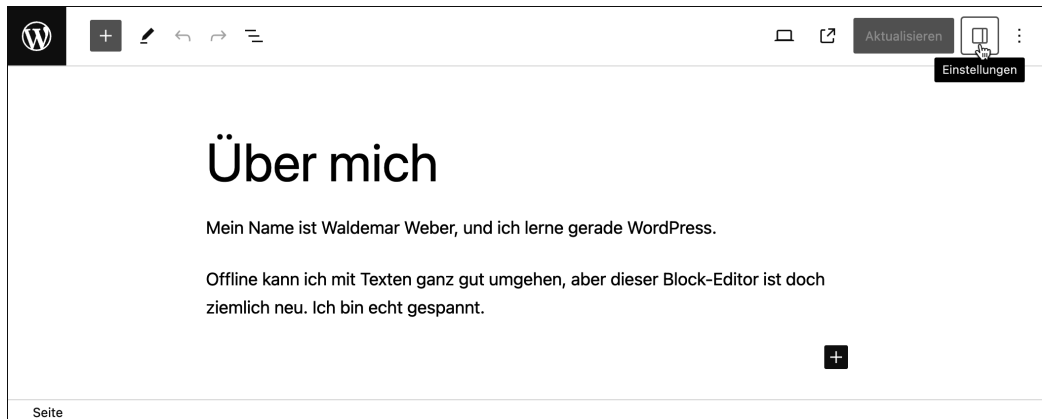 Aktualisieren
Einstellungen
Über mich
Mein Name ist Waldemar Weber, und ich lerne gerade WordPress.
Offline kann ich mit Texten ganz gut umgehen, aber dieser Block-Editor ist doch
ziemlich neu. Ich bin echt gespannt.
Seite